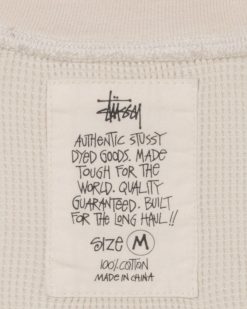 Stüssy
AUTHENTIC STUSSY
DYED GOODS. MADE
TOUGH FOR THE
WORLD. QUALITY
GUARANTEED. BUILT
FOR THE LONG HAUL!!
SIZE M
100% COTTON
MADE IN CHINA